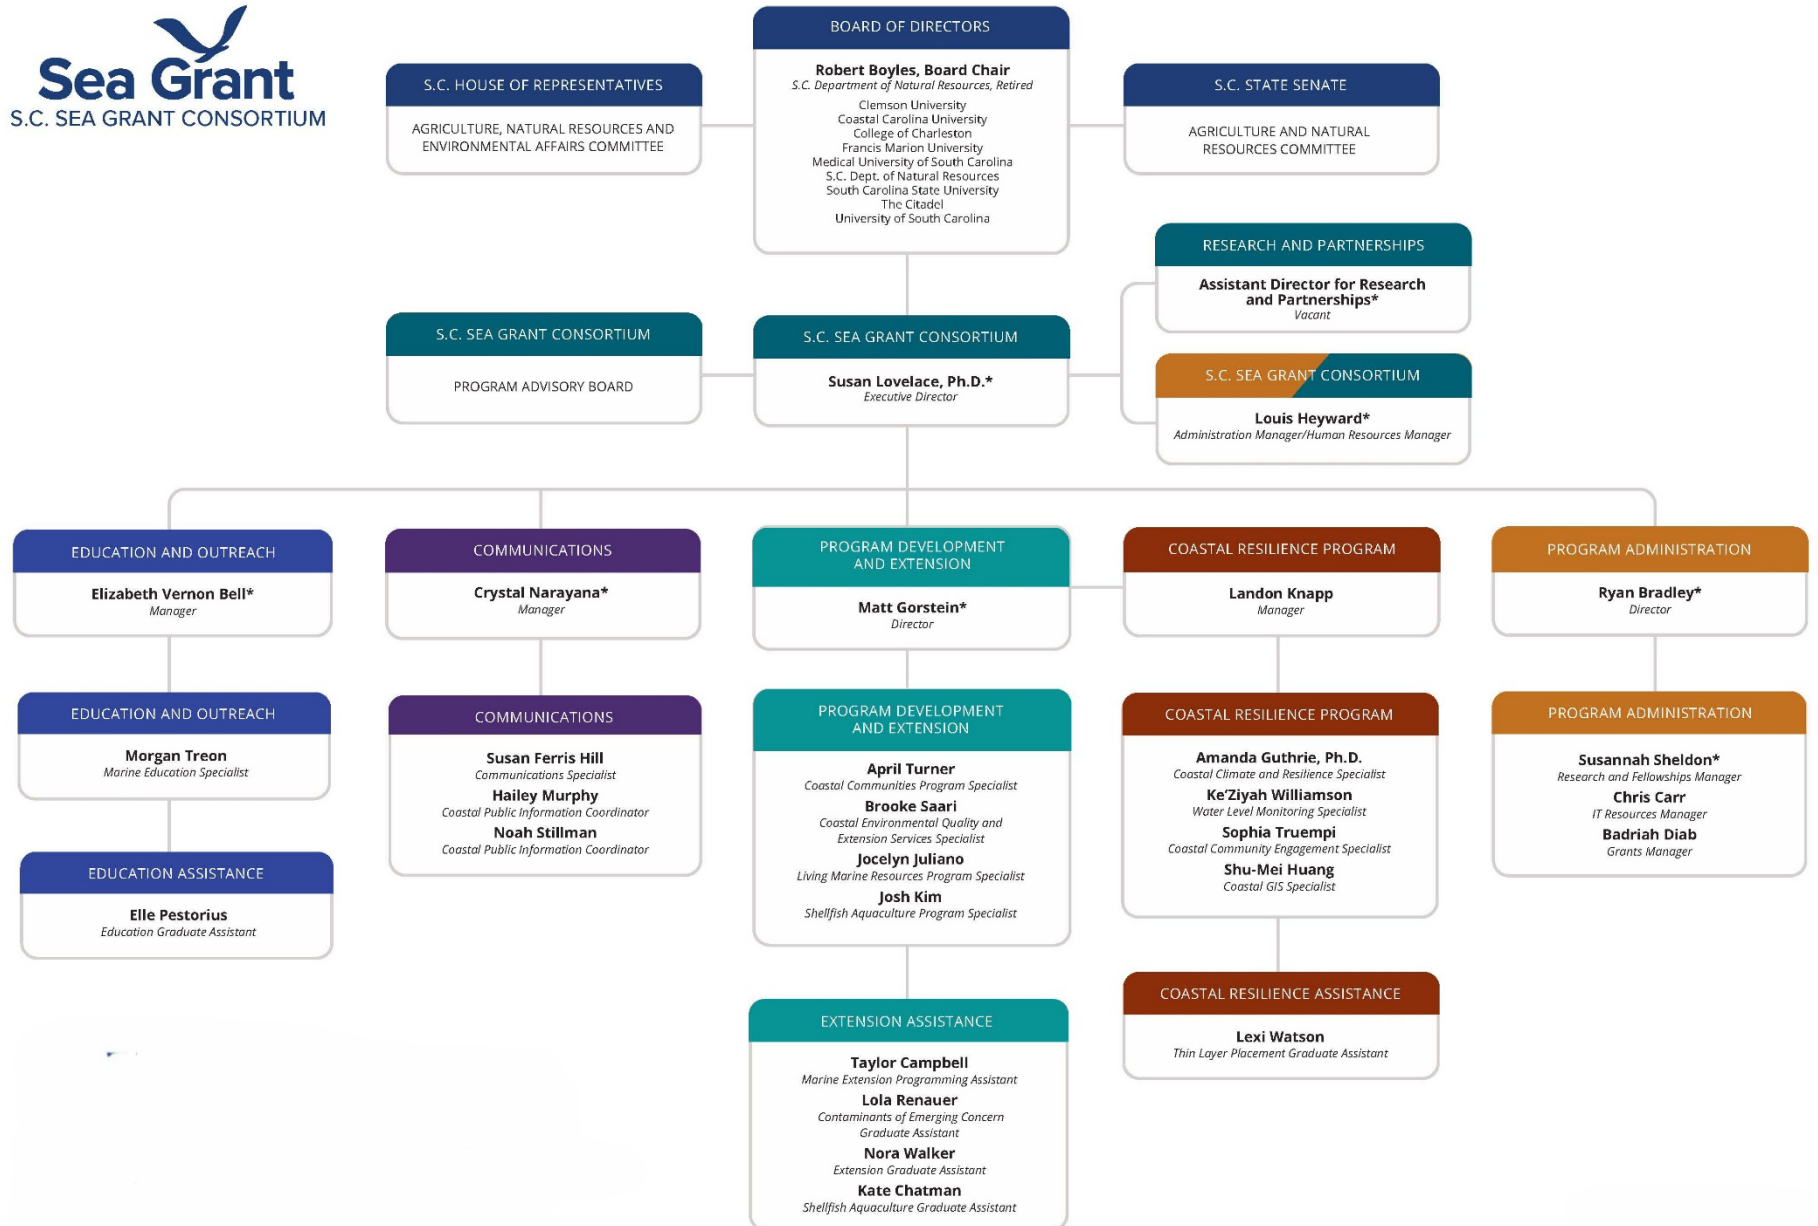 Sea Grant
S.C. SEA GRANT CONSORTIUM
S.C. HOUSE OF REPRESENTATIVES
AGRICULTURE, NATURAL RESOURCES AND
ENVIRONMENTAL AFFAIRS COMMITTEE
BOARD OF DIRECTORS
Robert Boyles, Board Chair
S.C. Department of Natural Resources, Retired
Clemson University
Coastal Carolina University
College of Charleston
Francis Marion University
Medical University of South Carolina
S.C. Dept. of Natural Resources
South Carolina State University
The Citadel
University of South Carolina
S.C. STATE SENATE
AGRICULTURE AND NATURAL
RESOURCES COMMITTEE
S.C. SEA GRANT CONSORTIUM
PROGRAM ADVISORY BOARD
S.C. SEA GRANT CONSORTIUM
Susan Lovelace, Ph.D.*
Executive Director
RESEARCH AND PARTNERSHIPS
Assistant Director for Research
and Partnerships*
Vacant
S.C. SEA GRANT CONSORTIUM
Louis Heyward*
Administration Manager/Human Resources Manager
EDUCATION AND OUTREACH
Elizabeth Vernon Bell*
Manager
EDUCATION AND OUTREACH
Morgan Treon
Marine Education Specialist
EDUCATION ASSISTANCE
Elle Pestorius
Education Graduate Assistant
COMMUNICATIONS
Crystal Narayana*
Manager
COMMUNICATIONS
Susan Ferris Hill
Communications Specialist
Hailey Murphy
Coastal Public Information Coordinator
Noah Stillman
Coastal Public Information Coordinator
PROGRAM DEVELOPMENT
AND EXTENSION
Matt Gorstein*
Director
PROGRAM DEVELOPMENT
AND EXTENSION
April Turner
Coastal Communities Program Specialist
Brooke Saari
Coastal Environmental Quality and
Extension Services Specialist
Jocelyn Juliano
Living Marine Resources Program Specialist
Josh Kim
Shellfish Aquaculture Program Specialist
EXTENSION ASSISTANCE
Taylor Campbell
Marine Extension Programming Assistant
Lola Renauer
Contaminants of Emerging Concern
Graduate Assistant
Nora Walker
Extension Graduate Assistant
Kate Chatman
Shellfish Aquaculture Graduate Assistant
COASTAL RESILIENCE PROGRAM
Landon Knapp
Manager
COASTAL RESILIENCE PROGRAM
Amanda Guthrie, Ph.D.
Coastal Climate and Resilience Specialist
Ke’Ziyah Williamson
Water Level Monitoring Specialist
Sophia Truempi
Coastal Community Engagement Specialist
Shu-Mei Huang
Coastal GIS Specialist
COASTAL RESILIENCE ASSISTANCE
Lexi Watson
Thin Layer Placement Graduate Assistant
PROGRAM ADMINISTRATION
Ryan Bradley*
Director
PROGRAM ADMINISTRATION
Susannah Sheldon*
Research and Fellowships Manager
Chris Carr
IT Resources Manager
Badriah Diab
Grants Manager